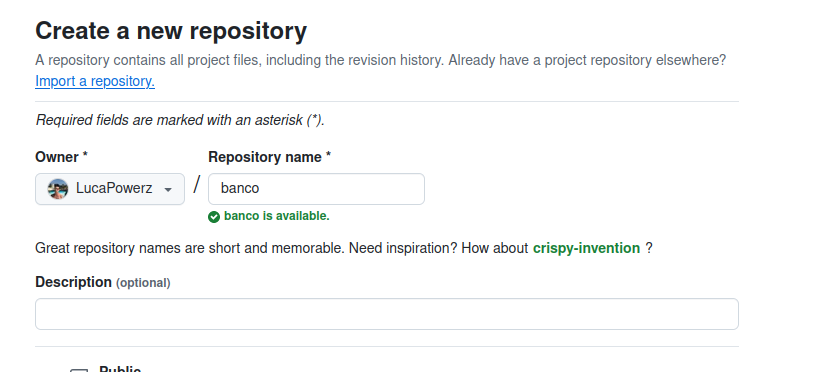 Create a new repository
A repository contains all project files, including the revision history. Already have a project repository elsewhere?
Import a repository.
Required fields are marked with an asterisk (*).
Owner * Repository name *
LucaPowerz / banco
banco is available.
Great repository names are short and memorable. Need inspiration? How about crispy-invention ?
Description (optional)
Public